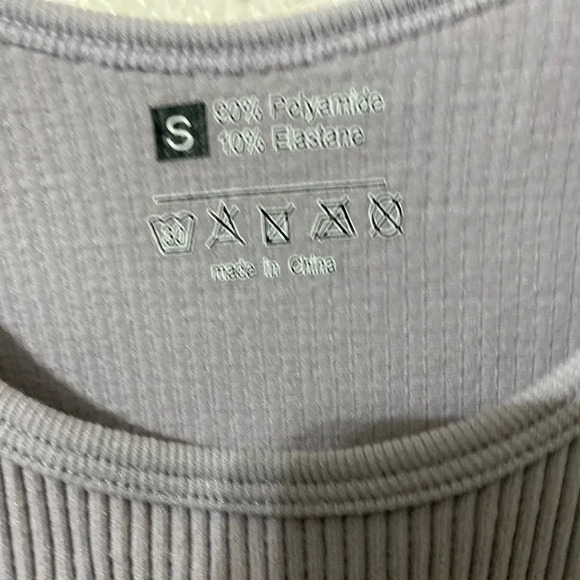 S
90% Polyamide
10% Elastane
30
made in China